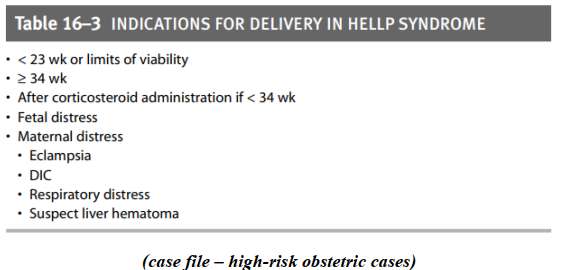 Table 16–3 INDICATIONS FOR DELIVERY IN HELLP SYNDROME
• < 23 wk or limits of viability
• ≥ 34 wk
• After corticosteroid administration if < 34 wk
• Fetal distress
• Maternal distress
• Eclampsia
• DIC
• Respiratory distress
• Suspect liver hematoma
(case file – high-risk obstetric cases)